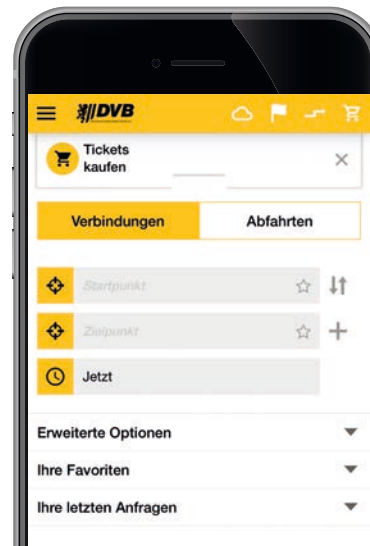 DVB
Tickets
kaufen
Verbindungen
Abfahrten
Startpunkt
Zielpunkt
Jetzt
Erweiterte Optionen
Ihre Favoriten
Ihre letzten Anfragen